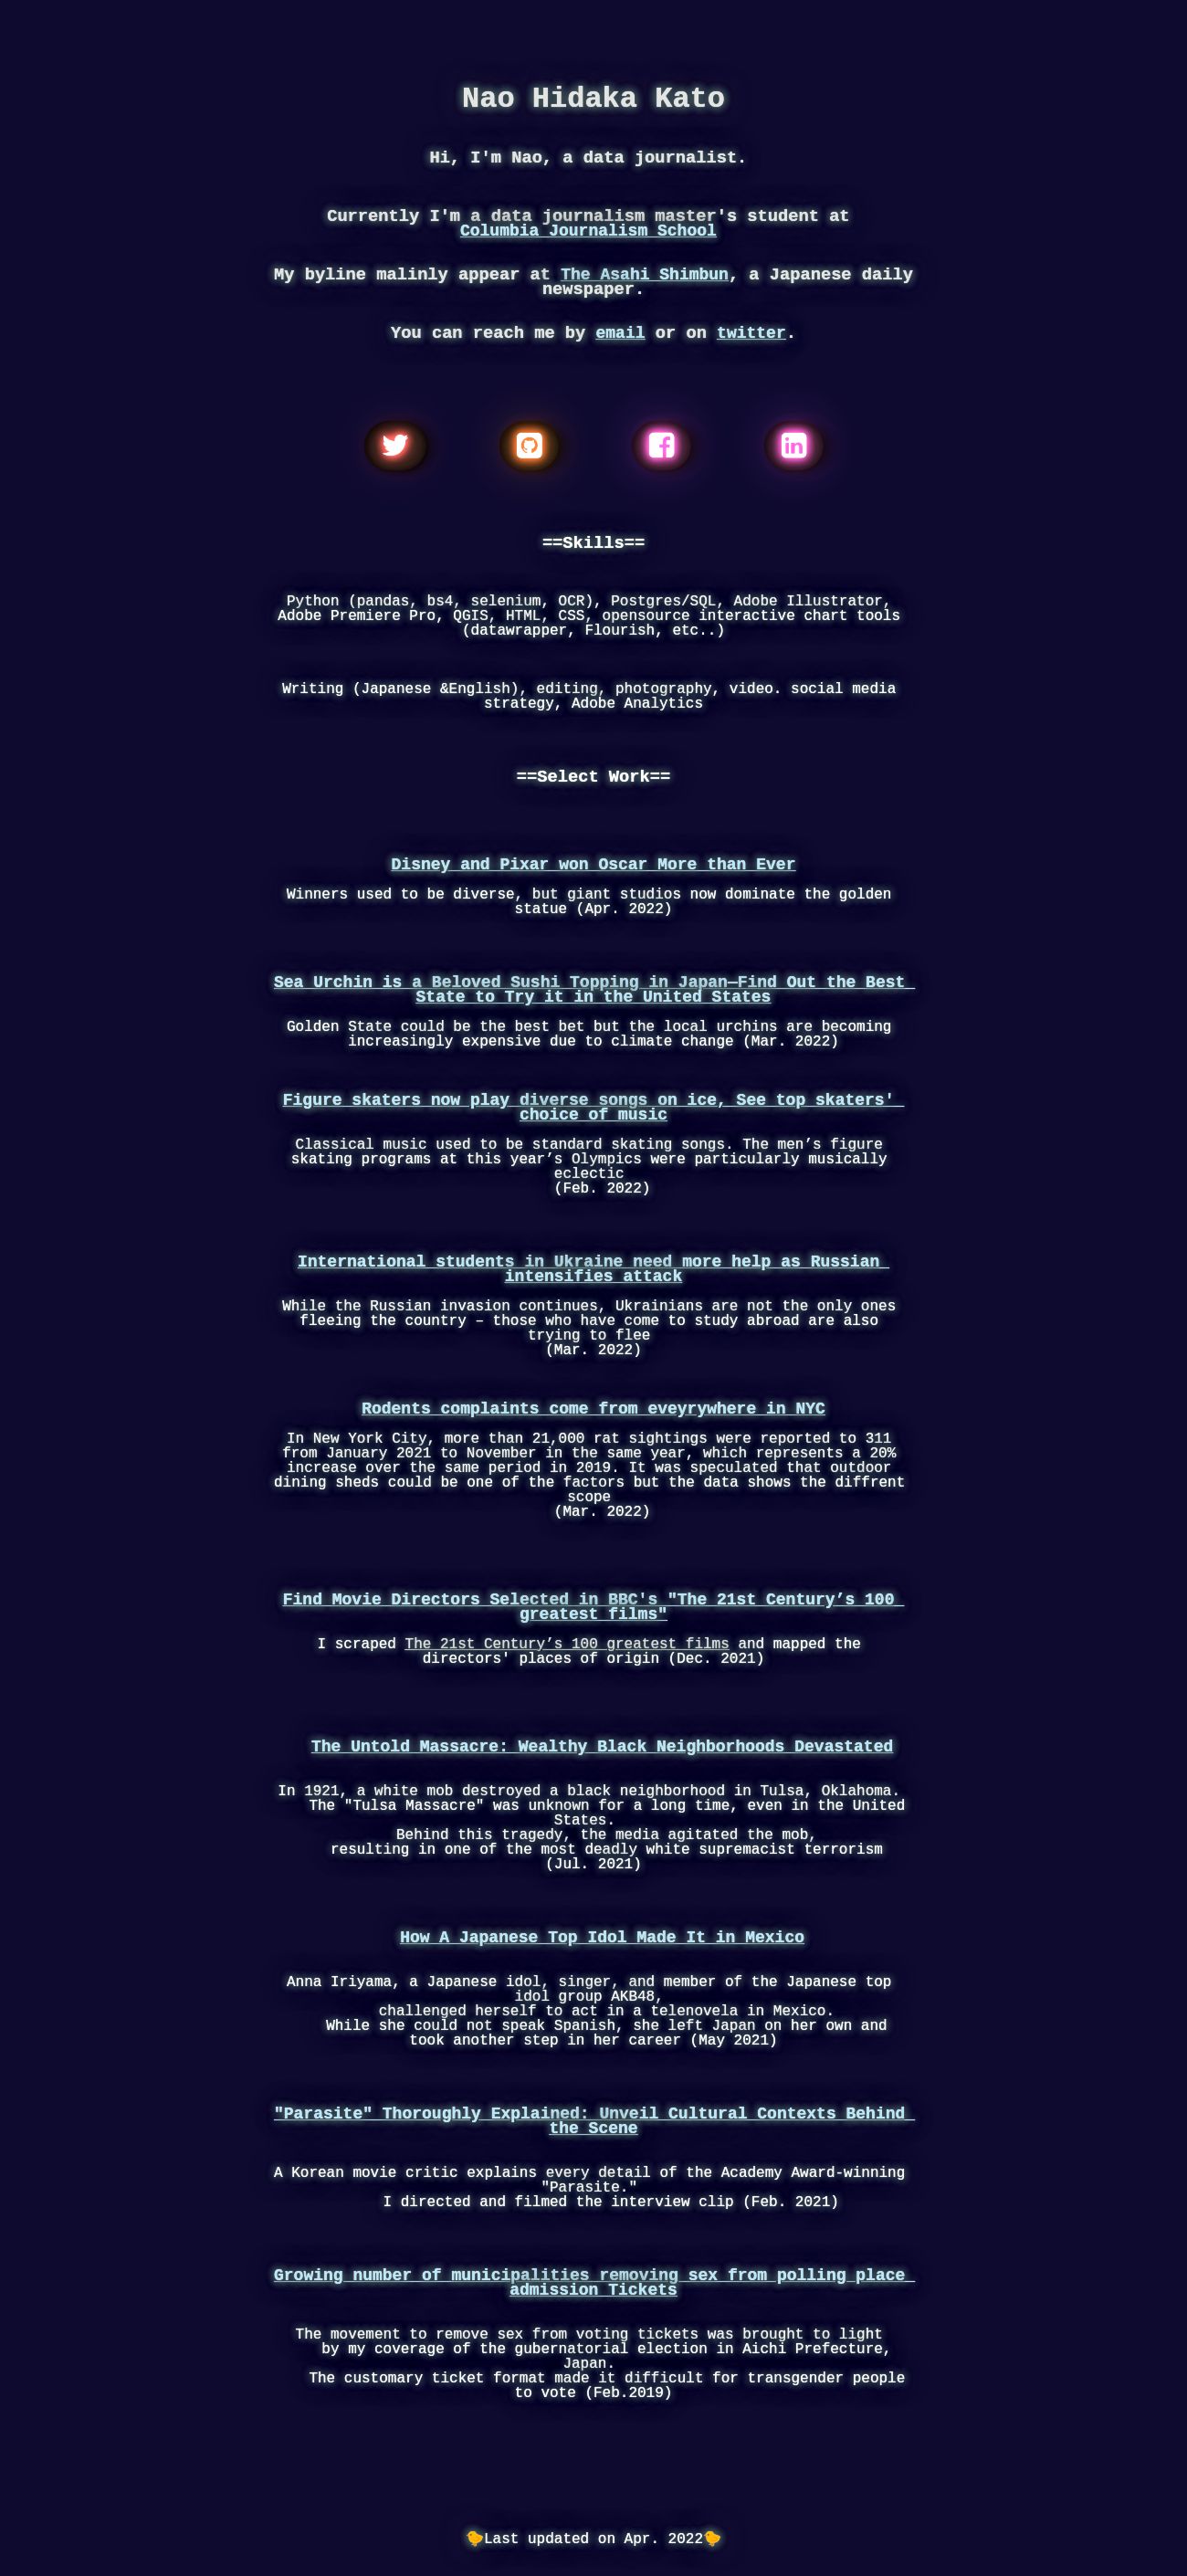 Nao Hidaka Kato
Hi, I'm Nao, a data journalist.
Currently I'm a data journalism master's student at
Columbia Journalism School
My byline malinly appear at The Asahi Shimbun, a Japanese daily
newspaper.
You can reach me by email or on twitter.
==Skills==
Python (pandas, bs4, selenium, OCR), Postgres/SQL, Adobe Illustrator,
Adobe Premiere Pro, QGIS, HTML, CSS, opensource interactive chart tools
(datawrapper, Flourish, etc..)
Writing (Japanese &English), editing, photography, video. social media
strategy, Adobe Analytics
==Select Work==
Disney and Pixar won Oscar More than Ever
Winners used to be diverse, but giant studios now dominate the golden
statue (Apr. 2022)
Sea Urchin is a Beloved Sushi Topping in Japan—Find Out the Best
State to Try it in the United States
Golden State could be the best bet but the local urchins are becoming
increasingly expensive due to climate change (Mar. 2022)
Figure skaters now play diverse songs on ice, See top skaters'
choice of music
Classical music used to be standard skating songs. The men’s figure
skating programs at this year’s Olympics were particularly musically
eclectic
(Feb. 2022)
International students in Ukraine need more help as Russian
intensifies attack
While the Russian invasion continues, Ukrainians are not the only ones
fleeing the country – those who have come to study abroad are also
trying to flee
(Mar. 2022)
Rodents complaints come from eveyrywhere in NYC
In New York City, more than 21,000 rat sightings were reported to 311
from January 2021 to November in the same year, which represents a 20%
increase over the same period in 2019. It was speculated that outdoor
dining sheds could be one of the factors but the data shows the diffrent
scope
(Mar. 2022)
Find Movie Directors Selected in BBC's "The 21st Century’s 100
greatest films"
I scraped The 21st Century’s 100 greatest films and mapped the
directors' places of origin (Dec. 2021)
The Untold Massacre: Wealthy Black Neighborhoods Devastated
In 1921, a white mob destroyed a black neighborhood in Tulsa, Oklahoma.
The "Tulsa Massacre" was unknown for a long time, even in the United
States.
Behind this tragedy, the media agitated the mob,
resulting in one of the most deadly white supremacist terrorism
(Jul. 2021)
How A Japanese Top Idol Made It in Mexico
Anna Iriyama, a Japanese idol, singer, and member of the Japanese top
idol group AKB48,
challenged herself to act in a telenovela in Mexico.
While she could not speak Spanish, she left Japan on her own and
took another step in her career (May 2021)
"Parasite" Thoroughly Explained: Unveil Cultural Contexts Behind
the Scene
A Korean movie critic explains every detail of the Academy Award-winning
"Parasite."
I directed and filmed the interview clip (Feb. 2021)
Growing number of municipalities removing sex from polling place
admission Tickets
The movement to remove sex from voting tickets was brought to light
by my coverage of the gubernatorial election in Aichi Prefecture,
Japan.
The customary ticket format made it difficult for transgender people
to vote (Feb.2019)
🐤Last updated on Apr. 2022🐤